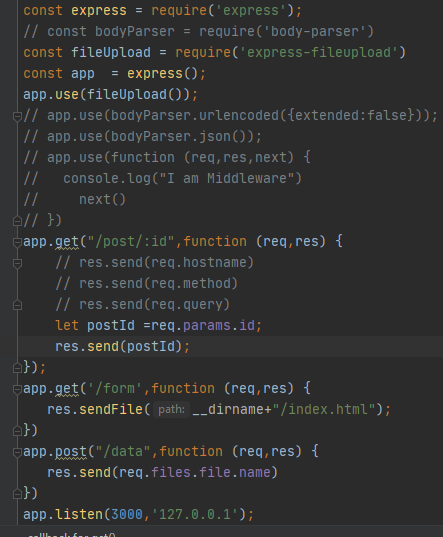 const express = require('express');
// const bodyParser = require('body-parser')
const fileUpload = require('express-fileupload')
const app  = express();
app.use(fileUpload());
// app.use(bodyParser.urlencoded({extended:false}));
// app.use(bodyParser.json());
// app.use(function (req,res,next) {
//   console.log("I am Middleware")
//     next()
// })
app.get("/post/:id",function (req,res) {
    // res.send(req.hostname)
    // res.send(req.method)
    // res.send(req.query)
    let postId =req.params.id;
    res.send(postId);
});
app.get('/form',function (req,res) {
   res.sendFile( path: __dirname+"/index.html");
})
app.post("/data",function (req,res) {
   res.send(req.files.file.name)
})
app.listen(3000,'127.0.0.1');
callback for get()